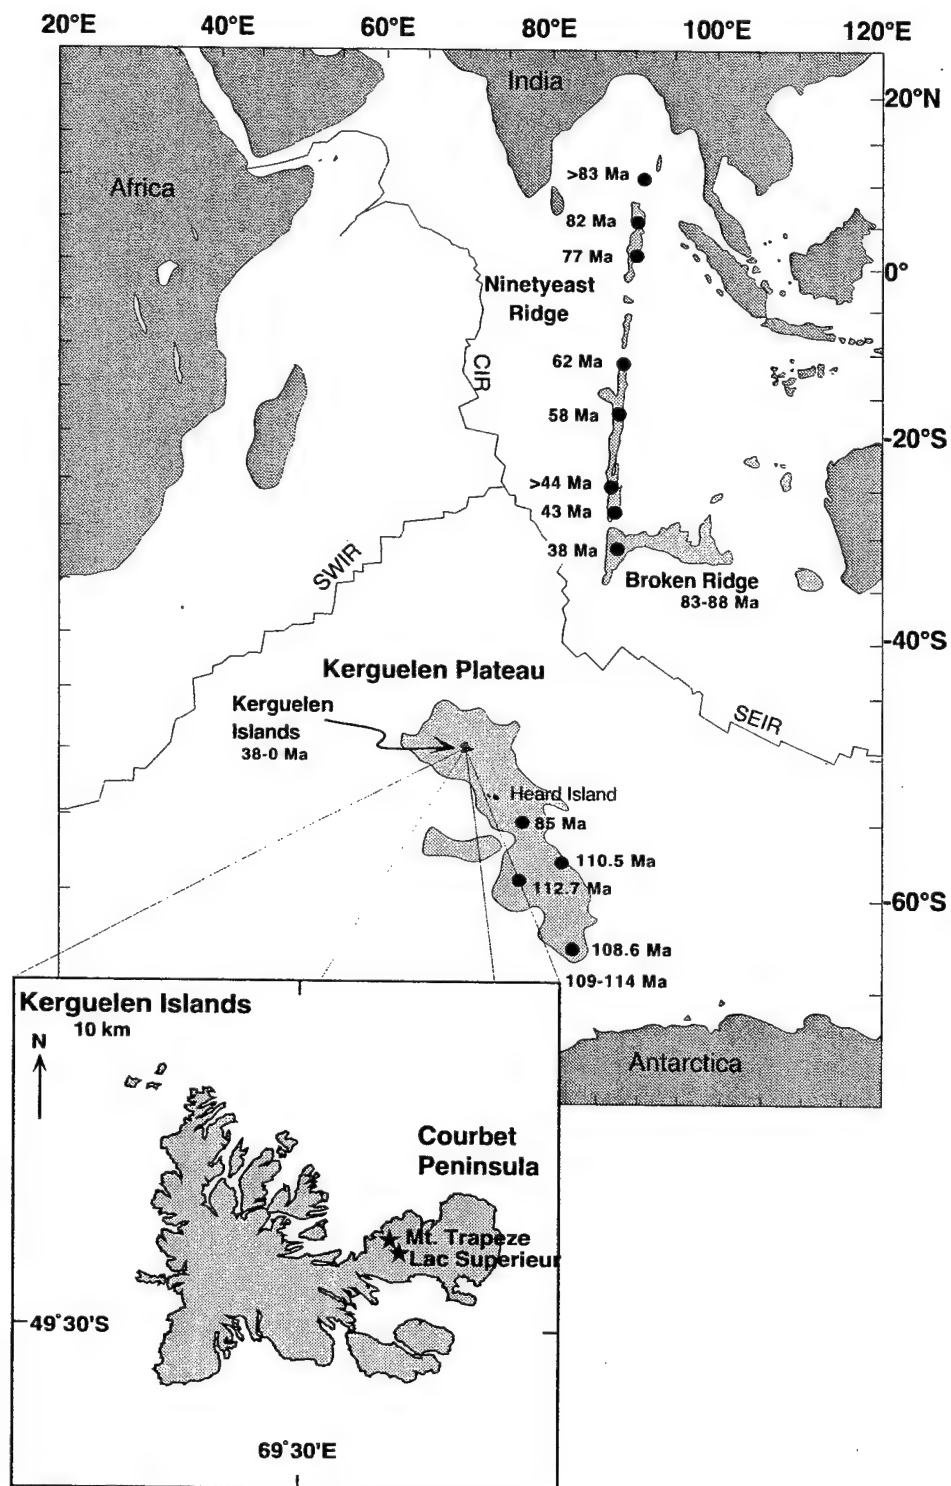 20°E 40°E 60°E 80°E 100°E 120°E
India
20°N
Africa
>83 Ma
82 Ma
77 Ma
0°
Ninetyeast
Ridge
62 Ma
CIR
58 Ma
-20°S
>44 Ma
43 Ma
38 Ma
SWIR
Broken Ridge
83-88 Ma
-40°S
Kerguelen Plateau
Kerguelen
Islands
38-0 Ma
SEIR
Heard Island
85 Ma
110.5 Ma
112.7 Ma
-60°S
108.6 Ma
109-114 Ma
Kerguelen Islands
10 km
N
Antarctica
Courbet
Peninsula
Mt. Trapeze
Lac Superieur
49°30'S
69°30'E